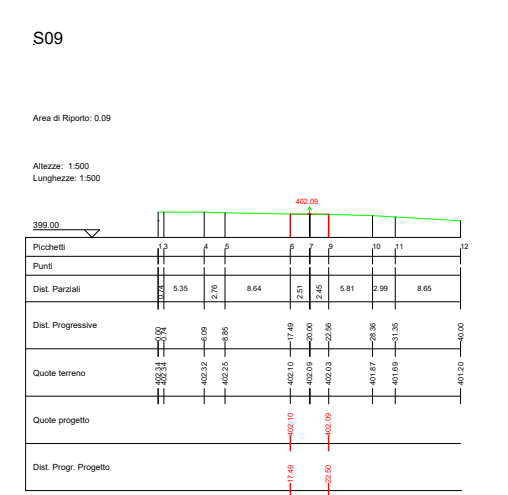 S09
Area di Riporto: 0.09
Altezze: 1:500
Lunghezze: 1:500
402.09
399.00
Picchetti 1 3 4 5 6 7 9 10 11 12
Punti
Dist. Parziali 0.74 5.35 2.76 8.64 2.51 2.45 5.81 2.99 8.65
Dist. Progressive 0.00 0.74 6.09 8.85 17.49 20.00 22.56 28.36 31.35 40.00
Quote terreno 402.34 402.34 402.32 402.25 402.10 402.09 402.03 401.87 401.69 401.20
Quote progetto 402.10 402.09
Dist. Progr. Progetto 17.49 22.50